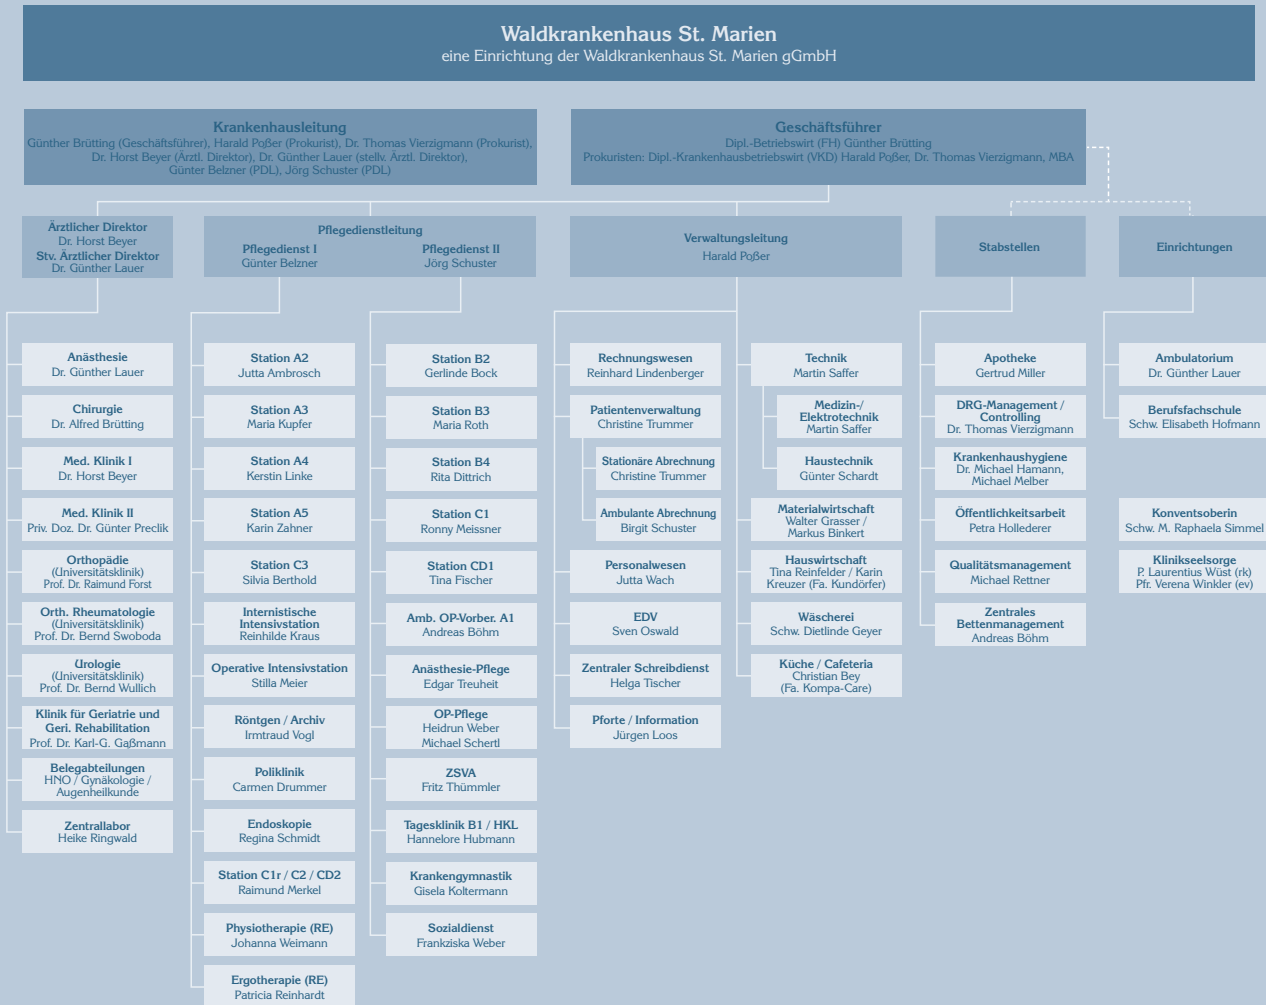 Waldkrankenhaus St. Marien
eine Einrichtung der Waldkrankenhaus St. Marien gGmbH
Krankenhausleitung
Günther Brütting (Geschäftsführer), Harald Poßer (Prokurist), Dr. Thomas Vierzigmann (Prokurist),
Dr. Horst Beyer (Ärztl. Direktor), Dr. Günther Lauer (stellv. Ärztl. Direktor),
Günter Belzner (PDL), Jörg Schuster (PDL)
Geschäftsführer
Dipl.-Betriebswirt (FH) Günther Brütting
Prokuristen: Dipl.-Krankenhausbetriebswirt (VKD) Harald Poßer, Dr. Thomas Vierzigmann, MBA
Ärztlicher Direktor
Dr. Horst Beyer
Stv. Ärztlicher Direktor
Dr. Günther Lauer
Pflegedienstleitung
Pflegedienst I
Günter Belzner
Pflegedienst II
Jörg Schuster
Verwaltungsleitung
Harald Poßer
Stabstellen
Einrichtungen
Anästhesie
Dr. Günther Lauer
Chirurgie
Dr. Alfred Brütting
Med. Klinik I
Dr. Horst Beyer
Med. Klinik II
Priv. Doz. Dr. Günter Preclik
Orthopädie
(Universitätsklinik)
Prof. Dr. Raimund Forst
Orth. Rheumatologie
(Universitätsklinik)
Prof. Dr. Bernd Swoboda
Urologie
(Universitätsklinik)
Prof. Dr. Bernd Wullich
Klinik für Geriatrie und
Geri. Rehabilitation
Prof. Dr. Karl-G. Gaßmann
Belegabteilungen
HNO / Gynäkologie /
Augenheilkunde
Zentrallabor
Heike Ringwald
Station A2
Jutta Ambrosch
Station A3
Maria Kupfer
Station A4
Kerstin Linke
Station A5
Karin Zahner
Station C3
Silvia Berthold
Internistische
Intensivstation
Reinhilde Kraus
Operative Intensivstation
Stilla Meier
Röntgen / Archiv
Irmtraud Vogl
Poliklinik
Carmen Drummer
Endoskopie
Regina Schmidt
Station C1r / C2 / CD2
Raimund Merkel
Physiotherapie (RE)
Johanna Weimann
Ergotherapie (RE)
Patricia Reinhardt
Station B2
Gerlinde Bock
Station B3
Maria Roth
Station B4
Rita Dittrich
Station C1
Ronny Meissner
Station CD1
Tina Fischer
Amb. OP-Vorber. A1
Andreas Böhm
Anästhesie-Pflege
Edgar Treuheit
OP-Pflege
Heidrun Weber
Michael Schertl
ZSVA
Fritz Thümmler
Tagesklinik B1 / HKL
Hannelore Hubmann
Krankengymnastik
Gisela Koltermann
Sozialdienst
Frankziska Weber
Rechnungswesen
Reinhard Lindenberger
Patientenverwaltung
Christine Trummer
Stationäre Abrechnung
Christine Trummer
Ambulante Abrechnung
Birgit Schuster
Personalwesen
Jutta Wach
EDV
Sven Oswald
Zentraler Schreibdienst
Helga Tischer
Pforte / Information
Jürgen Loos
Technik
Martin Saffer
Medizin-/
Elektrotechnik
Martin Saffer
Haustechnik
Günter Schardt
Materialwirtschaft
Walter Grasser /
Markus Binkert
Hauswirtschaft
Tina Reinfelder / Karin
Kreuzer (Fa. Kundörfer)
Wäscherei
Schw. Dietlinde Geyer
Küche / Cafeteria
Christian Bey
(Fa. Kompa-Care)
Apotheke
Gertrud Miller
DRG-Management /
Controlling
Dr. Thomas Vierzigmann
Krankenhaushygiene
Dr. Michael Hamann,
Michael Melber
Öffentlichkeitsarbeit
Petra Hollederer
Qualitätsmanagement
Michael Rettner
Zentrales
Bettenmanagement
Andreas Böhm
Ambulatorium
Dr. Günther Lauer
Berufsfachschule
Schw. Elisabeth Hofmann
Konventsoberin
Schw. M. Raphaela Simmel
Klinikseelsorge
P. Laurentius Wüst (rk)
Pfr. Verena Winkler (ev)